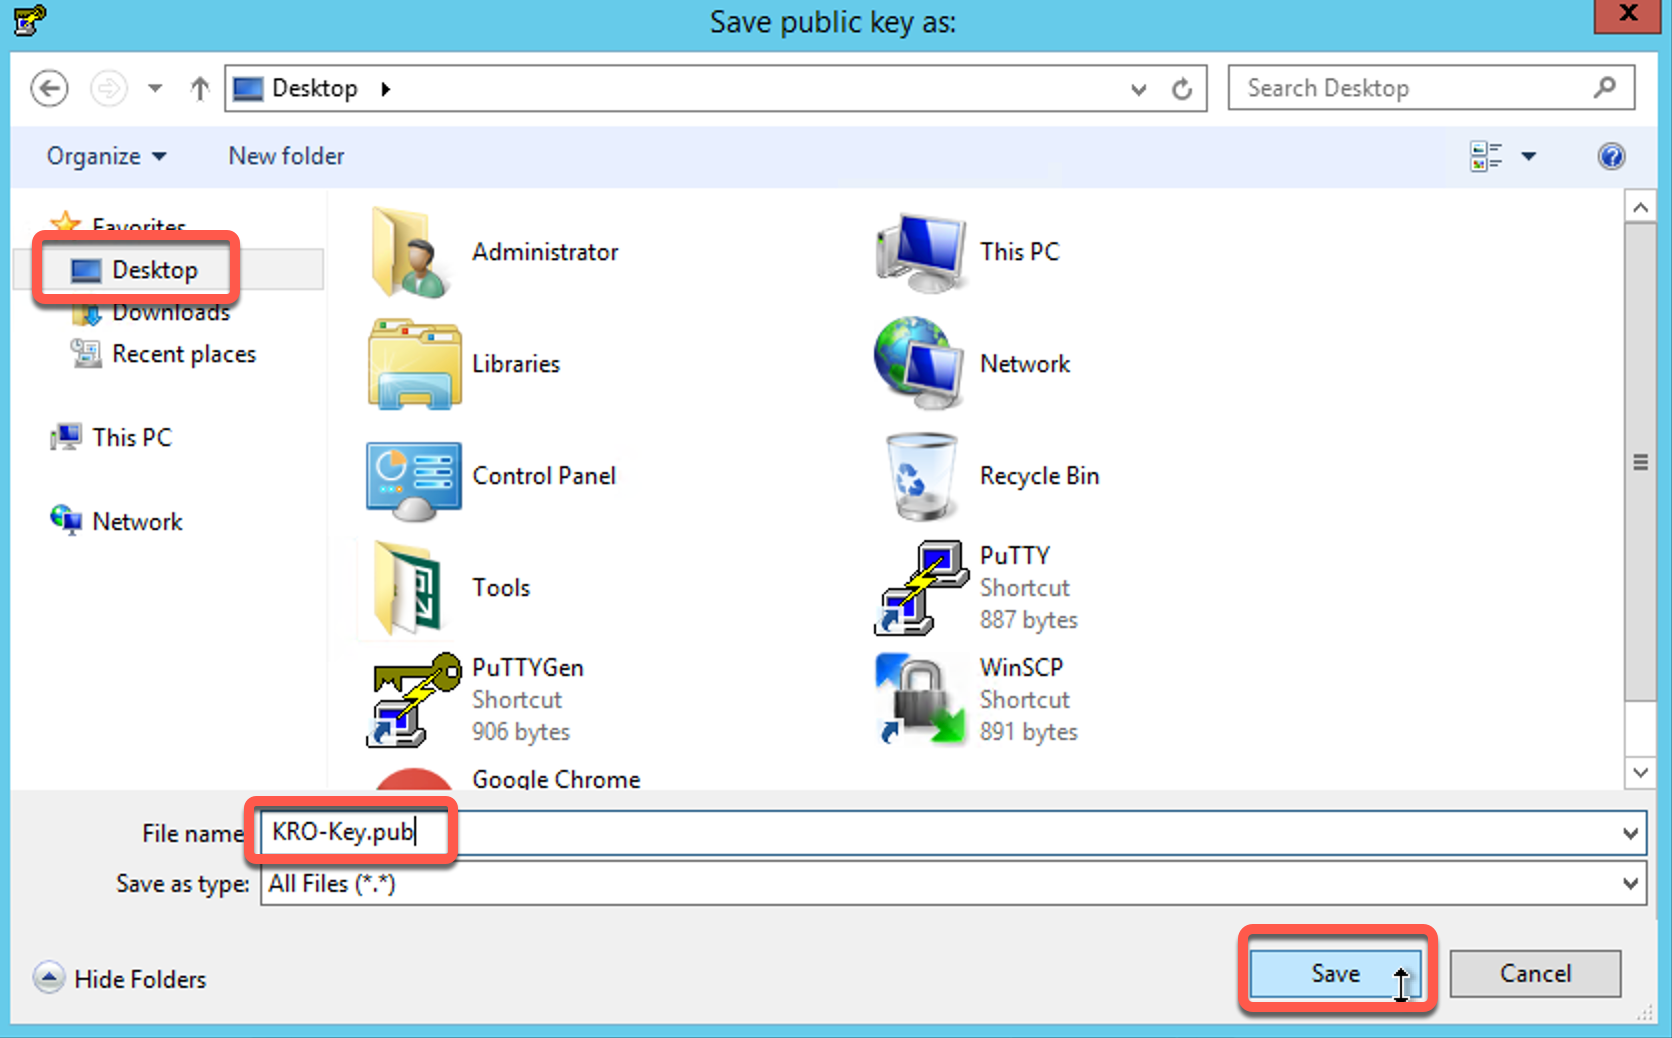 Save public key as:
x
Desktop
Search Desktop
Organize
New folder
Favorites
Desktop
Downloads
Recent places
This PC
Network
Administrator
This PC
Libraries
Network
Control Panel
Recycle Bin
Tools
PuTTY
Shortcut
887 bytes
PuTTYGen
Shortcut
906 bytes
WinSCP
Shortcut
891 bytes
Google Chrome
File name
KRO-Key.pub
Save as type:
All Files (*.*)
Hide Folders
Save
Cancel